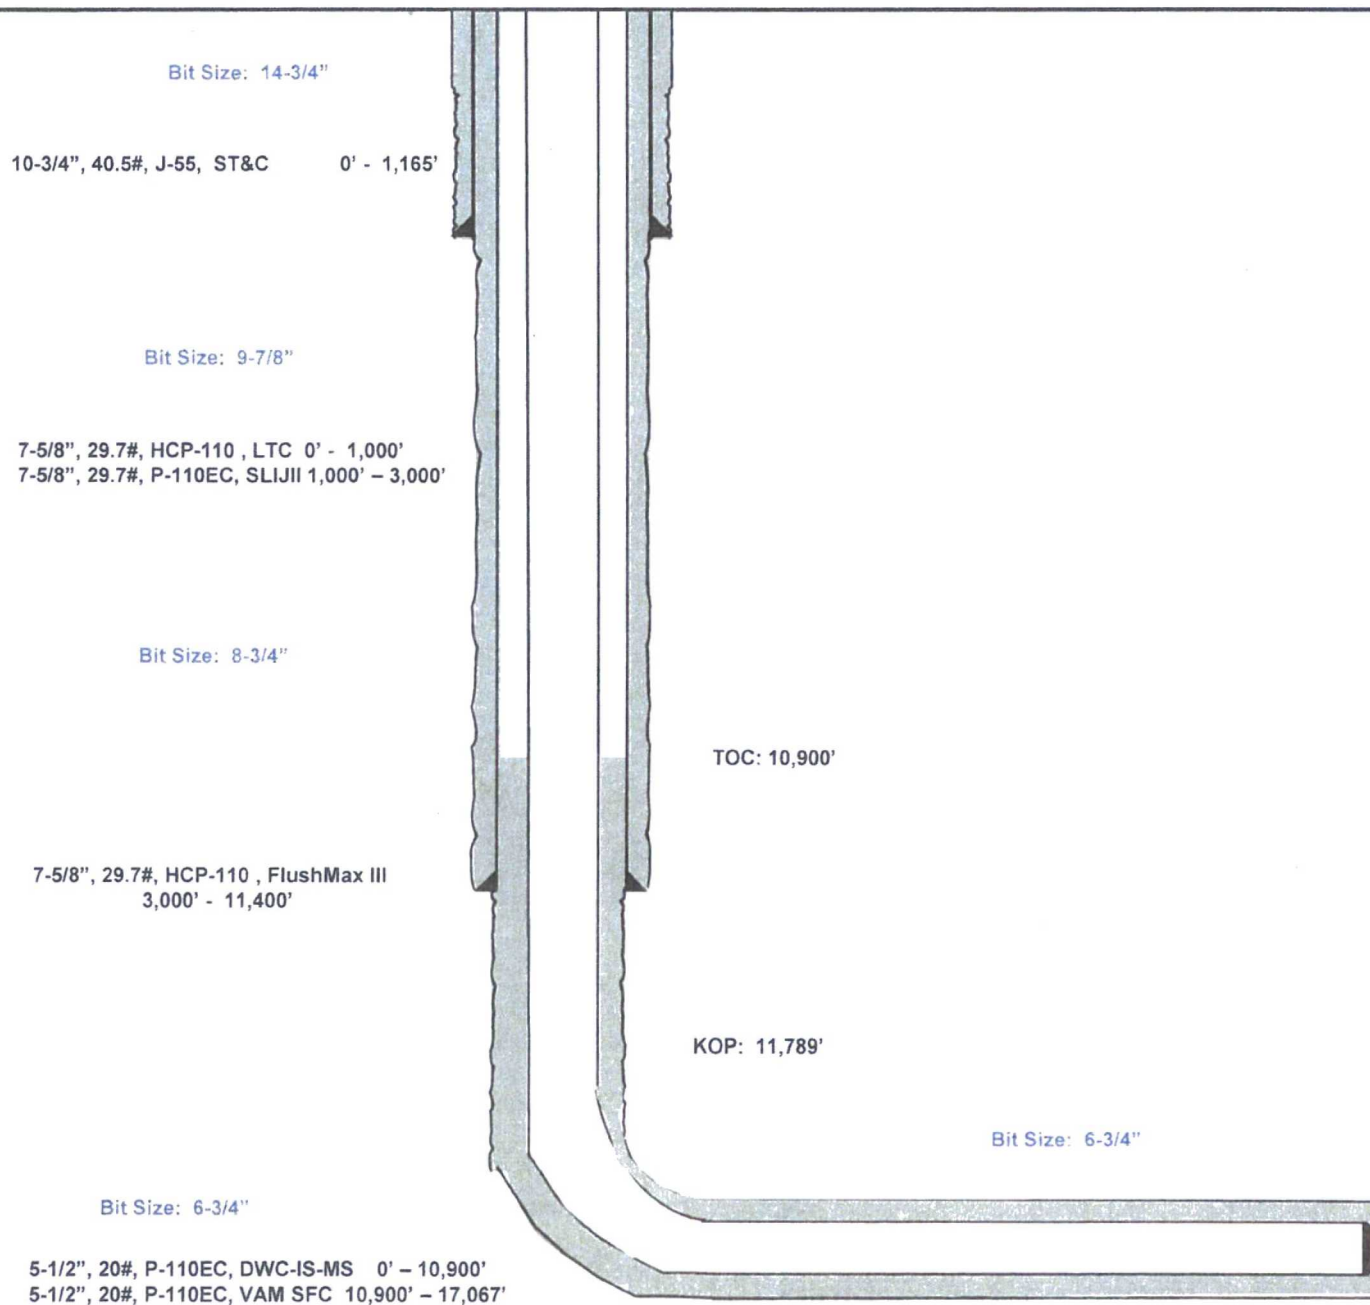 Bit Size: 14-3/4"
10-3/4", 40.5#, J-55, ST&C 0' - 1,165'
Bit Size: 9-7/8"
7-5/8", 29.7#, HCP-110 , LTC 0' - 1,000'
7-5/8", 29.7#, P-110EC, SLIJII 1,000' – 3,000'
Bit Size: 8-3/4"
TOC: 10,900'
7-5/8", 29.7#, HCP-110 , FlushMax III
3,000' - 11,400'
KOP: 11,789'
Bit Size: 6-3/4"
Bit Size: 6-3/4"
5-1/2", 20#, P-110EC, DWC-IS-MS 0' – 10,900'
5-1/2", 20#, P-110EC, VAM SFC 10,900' – 17,067'